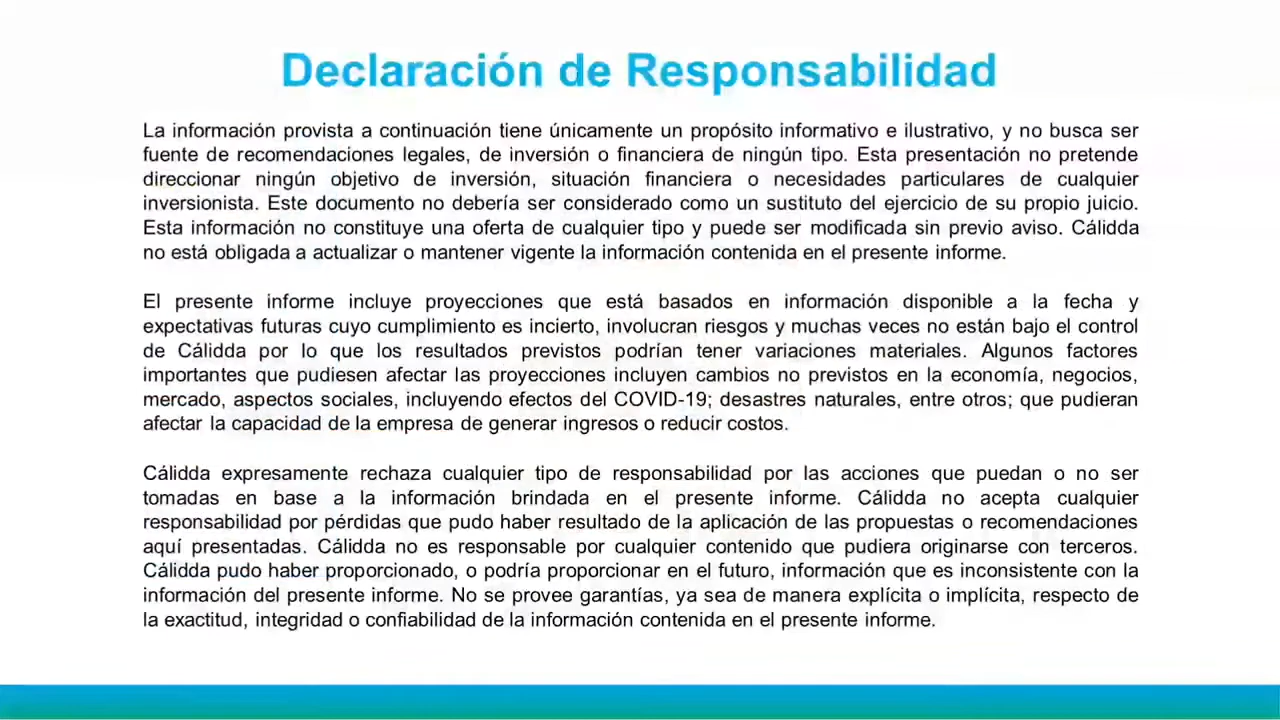 Declaración de Responsabilidad
La información provista a continuación tiene únicamente un propósito informativo e ilustrativo, y no busca ser
fuente de recomendaciones legales, de inversión o financiera de ningún tipo. Esta presentación no pretende
direccionar ningún objetivo de inversión, situación financiera o necesidades particulares de cualquier
inversionista. Este documento no debería ser considerado como un sustituto del ejercicio de su propio juicio.
Esta información no constituye una oferta de cualquier tipo y puede ser modificada sin previo aviso. Cálidda
no está obligada a actualizar o mantener vigente la información contenida en el presente informe.
El presente informe incluye proyecciones que está basados en información disponible a la fecha y
expectativas futuras cuyo cumplimiento es incierto, involucran riesgos y muchas veces no están bajo el control
de Cálidda por lo que los resultados previstos podrían tener variaciones materiales. Algunos factores
importantes que pudiesen afectar las proyecciones incluyen cambios no previstos en la economía, negocios,
mercado, aspectos sociales, incluyendo efectos del COVID-19; desastres naturales, entre otros; que pudieran
afectar la capacidad de la empresa de generar ingresos o reducir costos.
Cálidda expresamente rechaza cualquier tipo de responsabilidad por las acciones que puedan o no ser
tomadas en base a la información brindada en el presente informe. Cálidda no acepta cualquier
responsabilidad por pérdidas que pudo haber resultado de la aplicación de las propuestas o recomendaciones
aquí presentadas. Cálidda no es responsable por cualquier contenido que pudiera originarse con terceros.
Cálidda pudo haber proporcionado, o podría proporcionar en el futuro, información que es inconsistente con la
información del presente informe. No se provee garantías, ya sea de manera explícita o implícita, respecto de
la exactitud, integridad o confiabilidad de la información contenida en el presente informe.